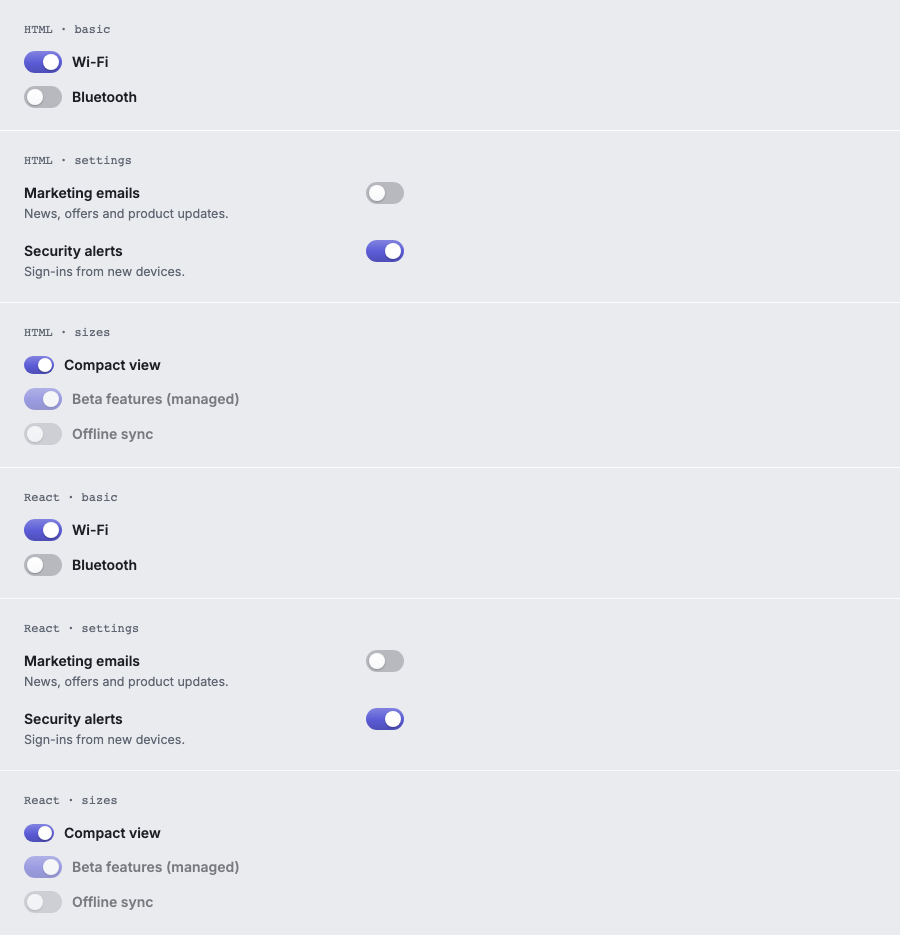 HTML · basic
Wi-Fi
Bluetooth
HTML · settings
Marketing emails
News, offers and product updates.
Security alerts
Sign-ins from new devices.
HTML · sizes
Compact view
Beta features (managed)
Offline sync
React · basic
Wi-Fi
Bluetooth
React · settings
Marketing emails
News, offers and product updates.
Security alerts
Sign-ins from new devices.
React · sizes
Compact view
Beta features (managed)
Offline sync